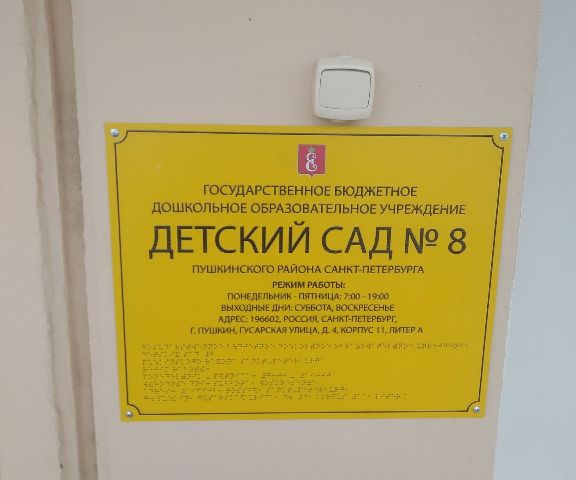 ГОСУДАРСТВЕННОЕ БЮДЖЕТНОЕ
ДОШКОЛЬНОЕ ОБРАЗОВАТЕЛЬНОЕ УЧРЕЖДЕНИЕ
ДЕТСКИЙ САД № 8
ПУШКИНСКОГО РАЙОНА САНКТ-ПЕТЕРБУРГА
РЕЖИМ РАБОТЫ:
ПОНЕДЕЛЬНИК - ПЯТНИЦА: 7:00 - 19:00
ВЫХОДНЫЕ ДНИ: СУББОТА, ВОСКРЕСЕНЬЕ
АДРЕС: 196602, РОССИЯ, САНКТ-ПЕТЕРБУРГ,
Г. ПУШКИН, ГУСАРСКАЯ УЛИЦА, Д. 4, КОРПУС 11, ЛИТЕР А